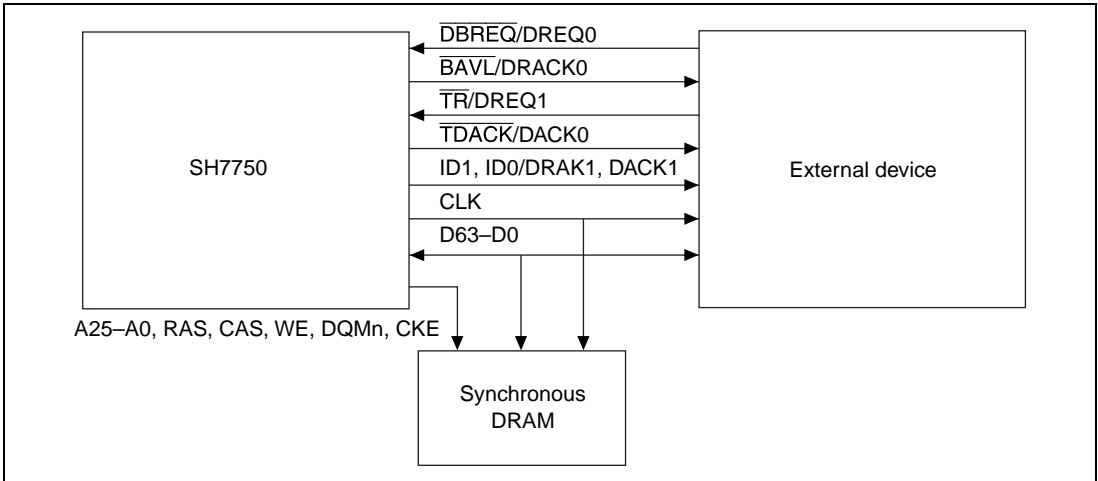 DBREQ/DREQ0
BAVL/DRACK0
TR/DREQ1
TDACK/DACK0
ID1, ID0/DRAK1, DACK1
CLK
D63–D0
SH7750
External device
A25–A0, RAS, CAS, WE, DQMn, CKE
Synchronous
DRAM